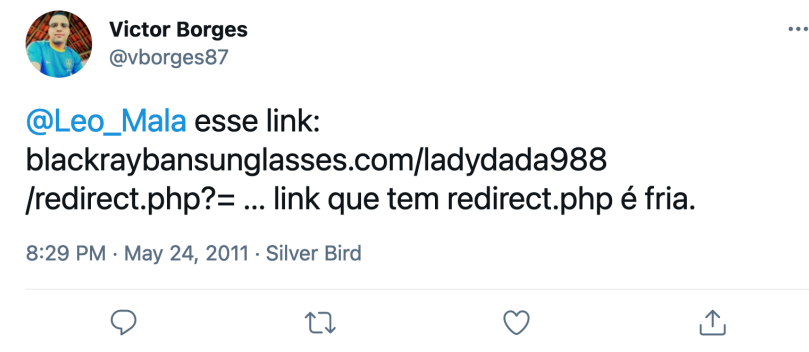 Victor Borges
@vborges87
@Leo_Mala esse link:
blackraybansunglasses.com/ladydada988
/redirect.php?= ... link que tem redirect.php é fria.
8:29 PM · May 24, 2011 · Silver Bird